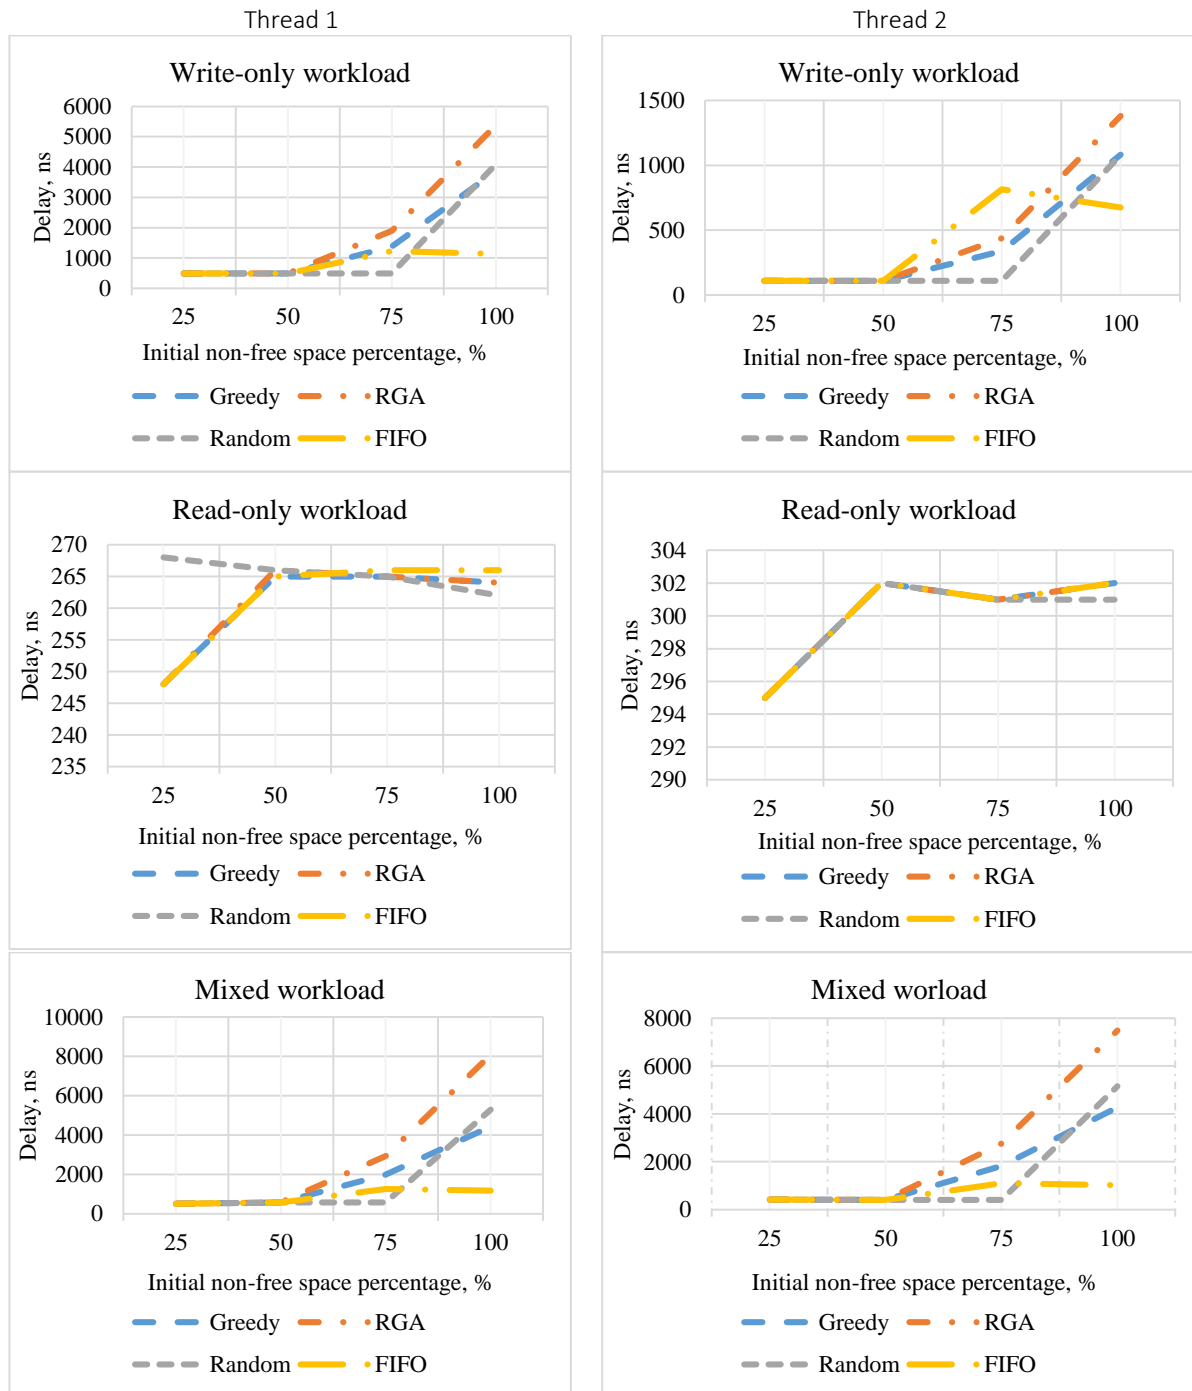 Thread 1
Thread 2
Write-only workload
Delay, ns
6000
5000
4000
3000
2000
1000
0
25 50 75 100
Initial non-free space percentage, %
Greedy RGA
Random FIFO
Write-only workload
Delay, ns
1500
1000
500
0
25 50 75 100
Initial non-free space percentage, %
Greedy RGA
Random FIFO
Read-only workload
Delay, ns
270
265
260
255
250
245
240
235
25 50 75 100
Initial non-free space percentage, %
Greedy RGA
Random FIFO
Read-only workload
Delay, ns
304
302
300
298
296
294
292
290
25 50 75 100
Initial non-free space percentage, %
Greedy RGA
Random FIFO
Mixed workload
Delay, ns
10000
8000
6000
4000
2000
0
25 50 75 100
Initial non-free space percentage, %
Greedy RGA
Random FIFO
Mixed worload
Delay, ns
8000
6000
4000
2000
0
25 50 75 100
Initial non-free space percentage, %
Greedy RGA
Random FIFO